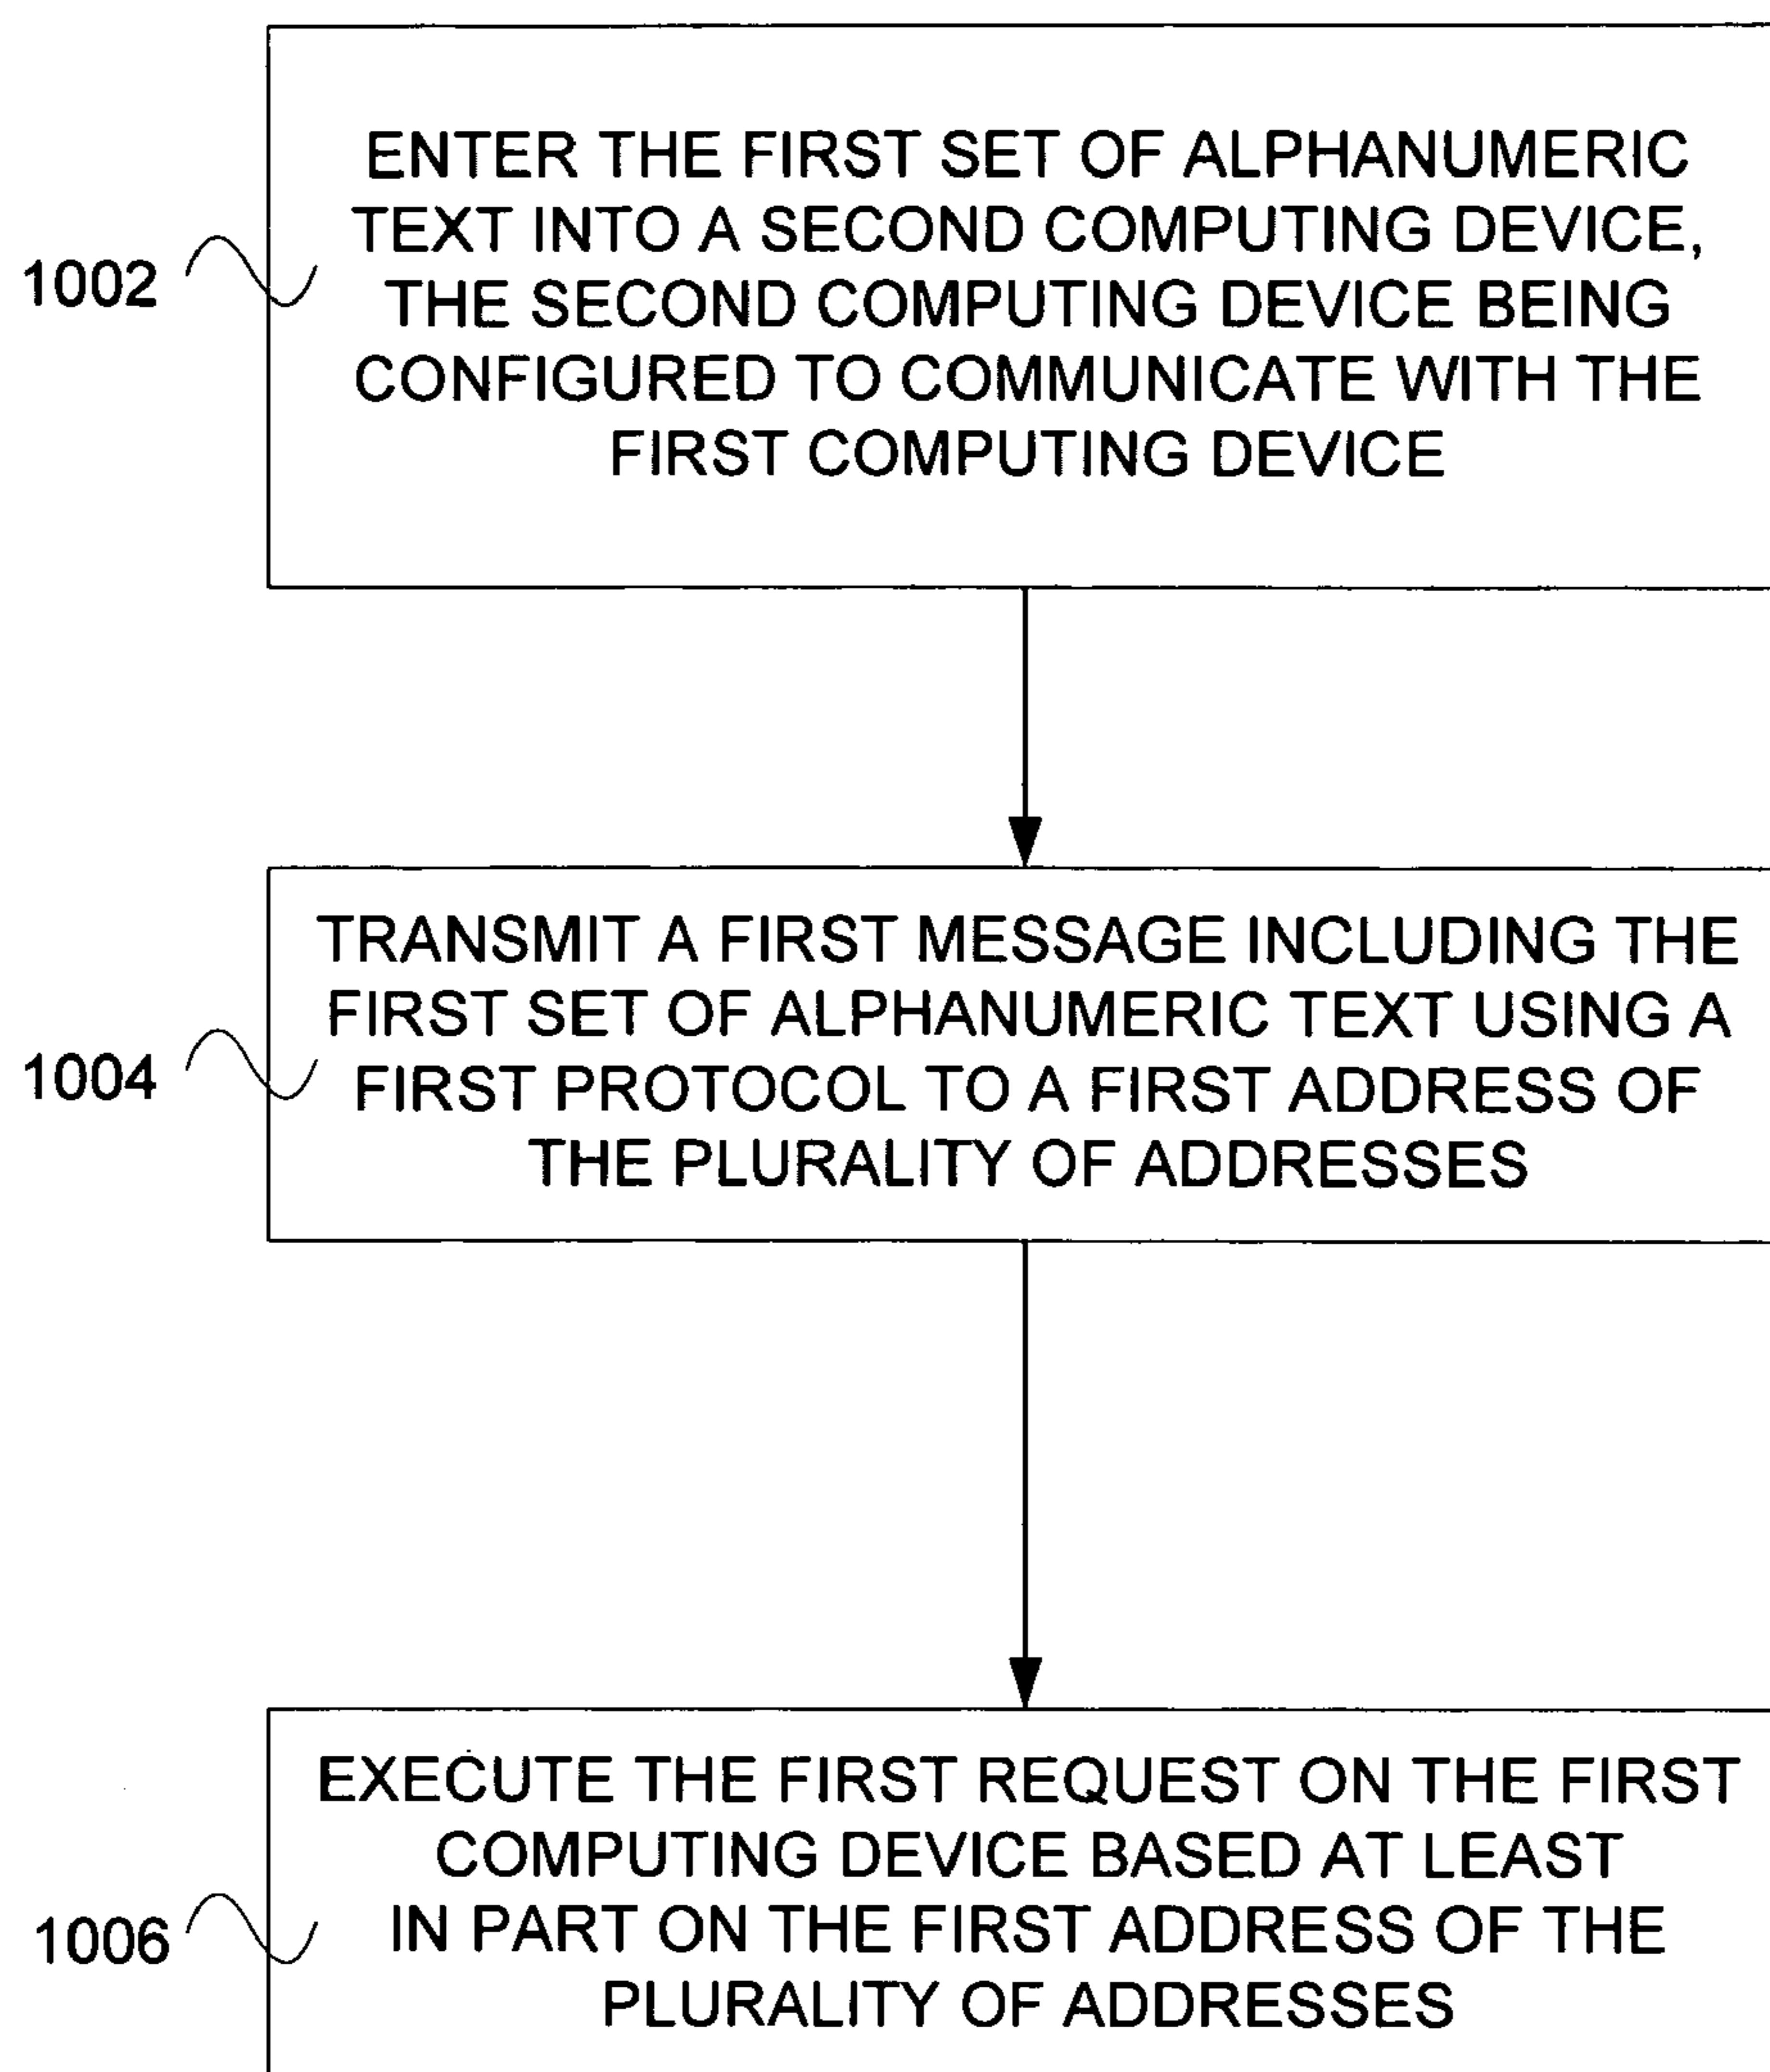 ENTER THE FIRST SET OF ALPHANUMERIC
TEXT INTO A SECOND COMPUTING DEVICE,
THE SECOND COMPUTING DEVICE BEING
CONFIGURED TO COMMUNICATE WITH THE
FIRST COMPUTING DEVICE
1002
TRANSMIT A FIRST MESSAGE INCLUDING THE
FIRST SET OF ALPHANUMERIC TEXT USING A
FIRST PROTOCOL TO A FIRST ADDRESS OF
THE PLURALITY OF ADDRESSES
1004
EXECUTE THE FIRST REQUEST ON THE FIRST
COMPUTING DEVICE BASED AT LEAST
IN PART ON THE FIRST ADDRESS OF THE
PLURALITY OF ADDRESSES
1006